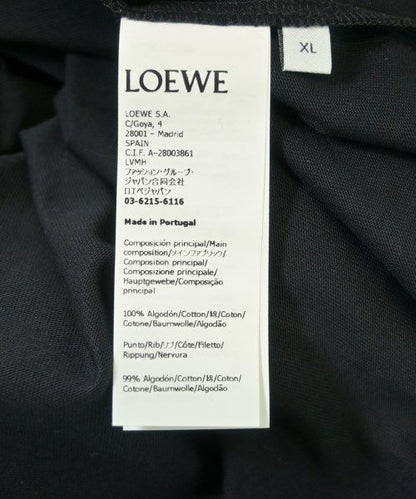 XL
LOEWE
LOEWE S.A.
C/Goya, 4
28001 - Madrid
SPAIN
C.I.F. A-28003861
LVMH
ファッション・グループ・
ジャパン合同会社
ロエベジャパン
03-6215-6116
Made in Portugal
Composición principal/Main
composition/メインファブリック/
Composition principal/
Composizione principale/
Hauptgewebe/Composição
principal
100% Algodón/Cotton/綿/Coton/
Cotone/Baumwolle/Algodão
Punto/Rib/リブ/Côte/Filetto/
Rippung/Nervura
99% Algodón/Cotton/綿/Coton/
Cotone/Baumwolle/Algodão